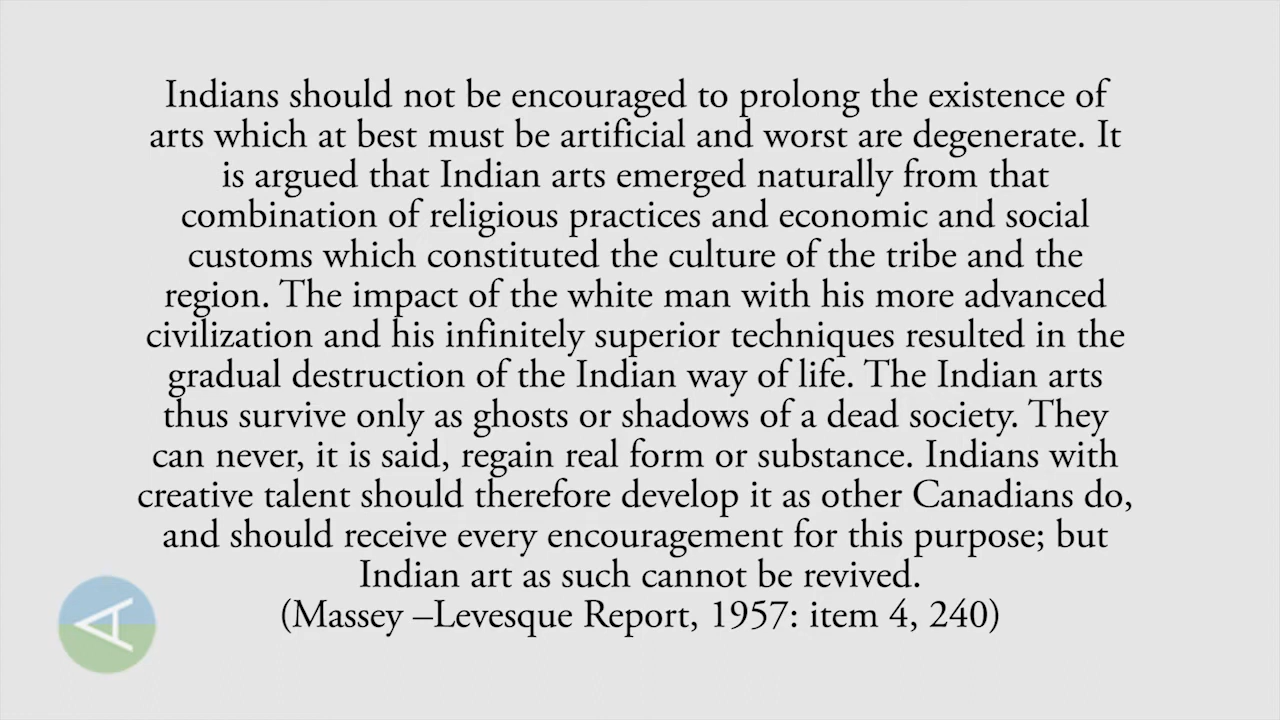 Indians should not be encouraged to prolong the existence of
arts which at best must be artificial and worst are degenerate. It
is argued that Indian arts emerged naturally from that
combination of religious practices and economic and social
customs which constituted the culture of the tribe and the
region. The impact of the white man with his more advanced
civilization and his infinitely superior techniques resulted in the
gradual destruction of the Indian way of life. The Indian arts
thus survive only as ghosts or shadows of a dead society. They
can never, it is said, regain real form or substance. Indians with
creative talent should therefore develop it as other Canadians do,
and should receive every encouragement for this purpose; but
Indian art as such cannot be revived.
(Massey –Levesque Report, 1957: item 4, 240)